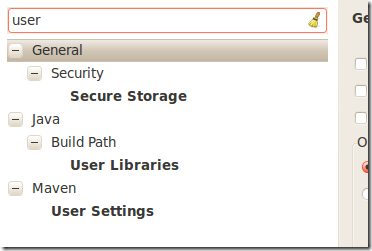 user
Ge
General
Security
Secure Storage
Java
Build Path
User Libraries
Maven
User Settings
O